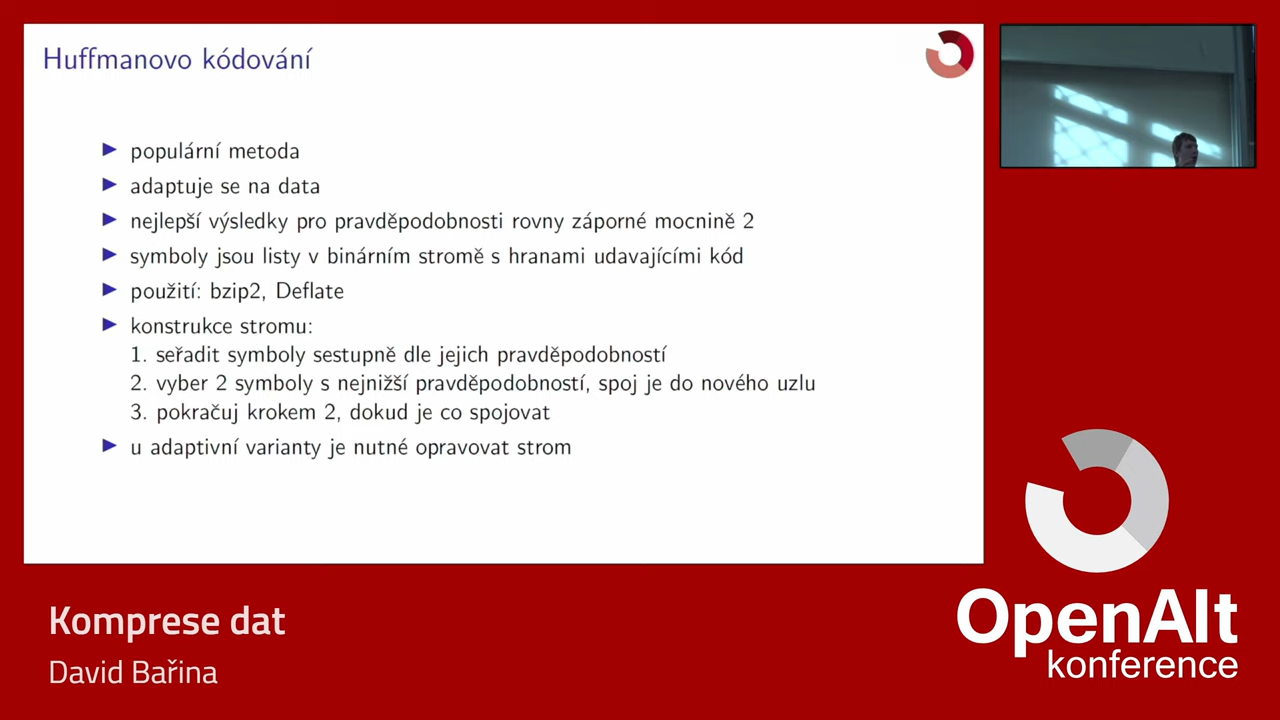 Huffmanovo kódování
▶ populární metoda
▶ adaptuje se na data
▶ nejlepší výsledky pro pravděpodobnosti rovny záporné mocnině 2
▶ symboly jsou listy v binárním stromě s hranami udavajícími kód
▶ použití: bzip2, Deflate
▶ konstrukce stromu:
1. seřadit symboly sestupně dle jejich pravděpodobností
2. vyber 2 symboly s nejnižší pravděpodobností, spoj je do nového uzlu
3. pokračuj krokem 2, dokud je co spojovat
▶ u adaptivní varianty je nutné opravovat strom
Komprese dat
David Bařina
OpenAlt
konference